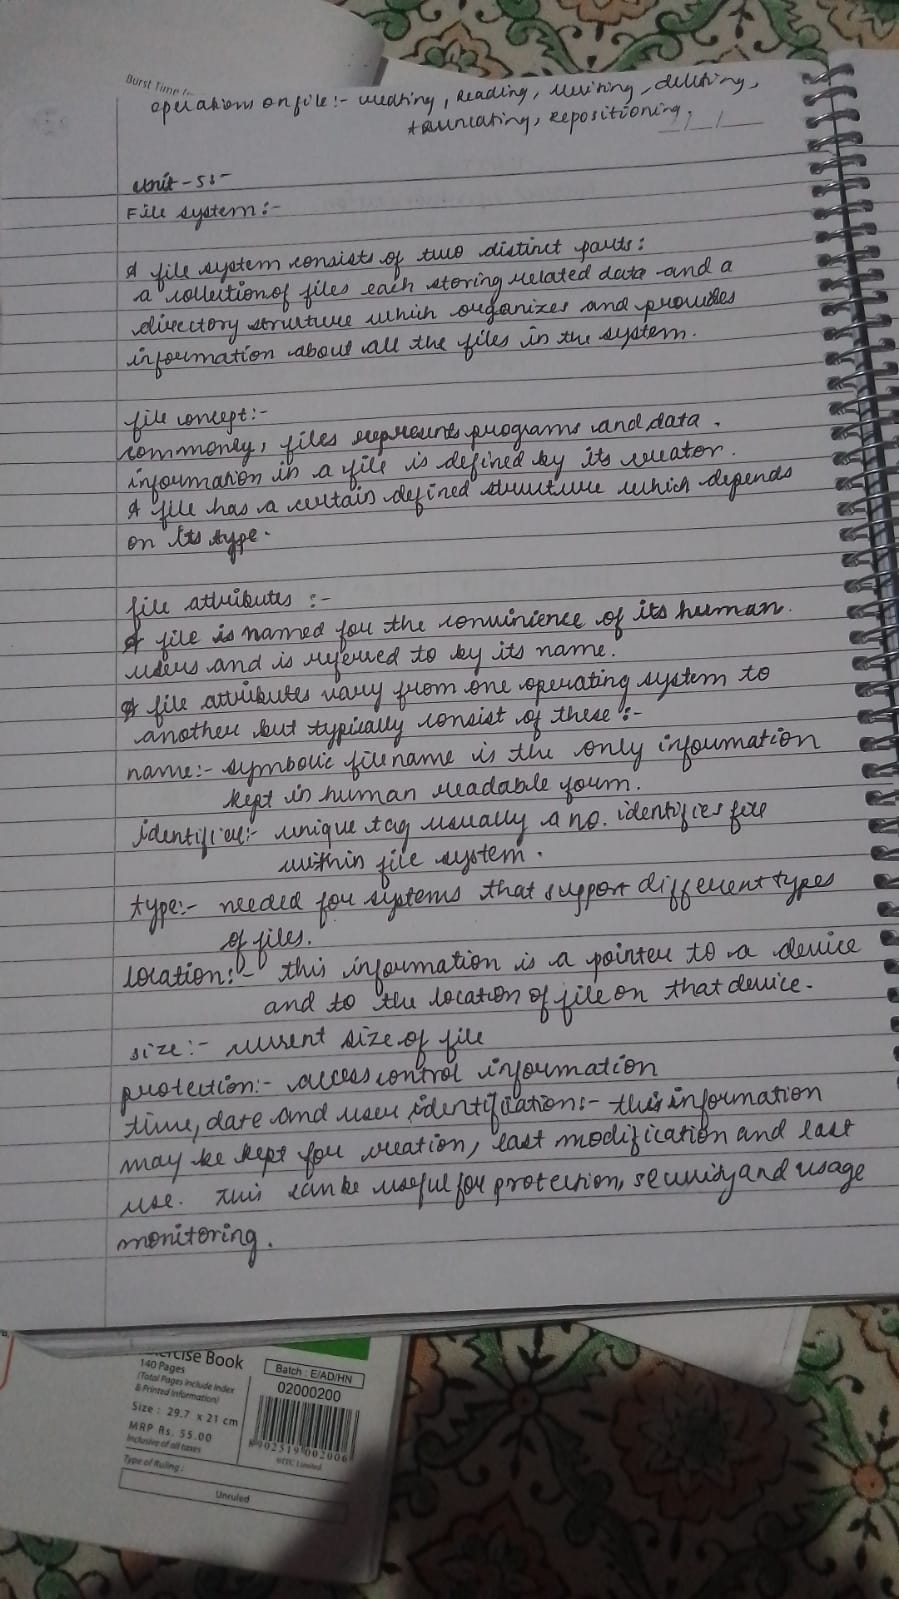 Burst Time
operations on file:- creating, reading, writing, deleting,
truncating, repositioning.
unit-5:-
File system:-
A file system consists of two distinct parts:
a collection of files each storing related data and a
directory structure which organizes and provides
information about all the files in the system.
file concept:-
commonly, files represents programs and data.
information in a file is defined by its creator.
A file has a certain defined structure which depends
on its type.
file attributes :-
A file is named for the convinience of its human
users and is referred to by its name.
A file attributes vary from one operating system to
another but typically consist of these :-
name:- symbolic filename is the only information
kept in human readable form.
identifier:- unique tag usually a no. identifies file
within file system.
type:- needed for systems that support different types
of files.
location:- this information is a pointer to a device
and to the location of file on that device.
size:- current size of file
protection:- access control information
time, date and user identification:- this information
may be kept for creation, last modification and last
use. This can be useful for protection, security and usage
monitoring.
Exercise Book
140 Pages
(Total Pages Include Index
& Printed Information)
Size : 29.7 x 21 cm
MRP Rs. 55.00
Inclusive of all taxes
Type of Ruling :
Unruled
Batch : E/AD/HN
02000200
8 902519 002006
©ITC Limited